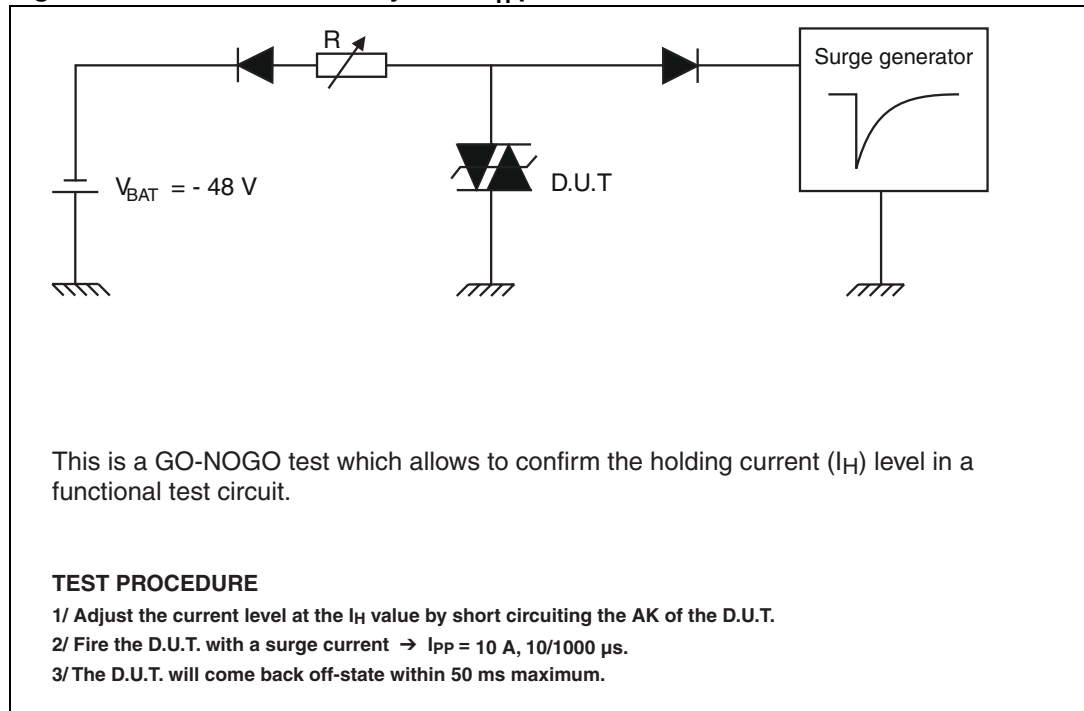 R
Surge generator
VBAT = - 48 V
D.U.T
This is a GO-NOGO test which allows to confirm the holding current (IH) level in a
functional test circuit.
TEST PROCEDURE
1/ Adjust the current level at the IH value by short circuiting the AK of the D.U.T.
2/ Fire the D.U.T. with a surge current → IPP = 10 A, 10/1000 µs.
3/ The D.U.T. will come back off-state within 50 ms maximum.